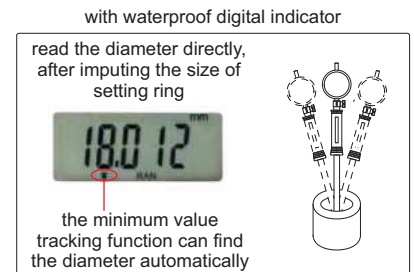 with waterproof digital indicator
read the diameter directly,
after imputing the size of
setting ring
mm
18.012
RAN
the minimum value
tracking function can find
the diameter automatically